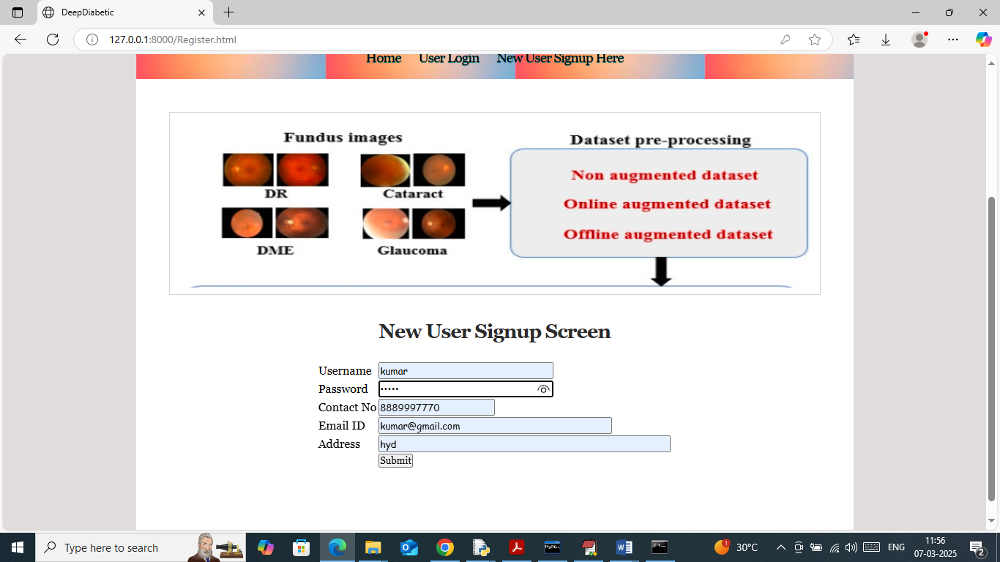 DeepDiabetic
127.0.0.1:8000/Register.html
Home User Login New User Signup Here
Fundus images
Dataset pre-processing
DR
Cataract
DME
Glaucoma
Non augmented dataset
Online augmented dataset
Offline augmented dataset
New User Signup Screen
Username kumar
Password •••••
Contact No 8889997770
Email ID kumar@gmail.com
Address hyd
Submit
Type here to search
1
30°C
ENG
11:56
07-03-2025
2